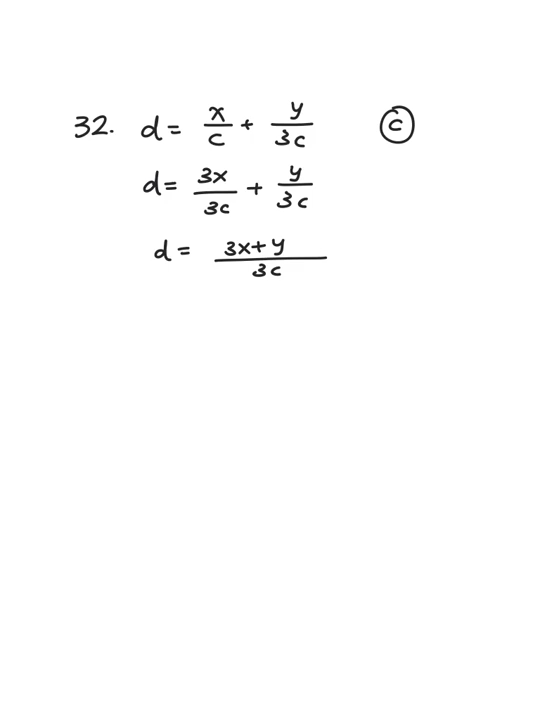 32. d = x/c + y/3c (c)
d = 3x/3c + y/3c
d = 3x+y/3c